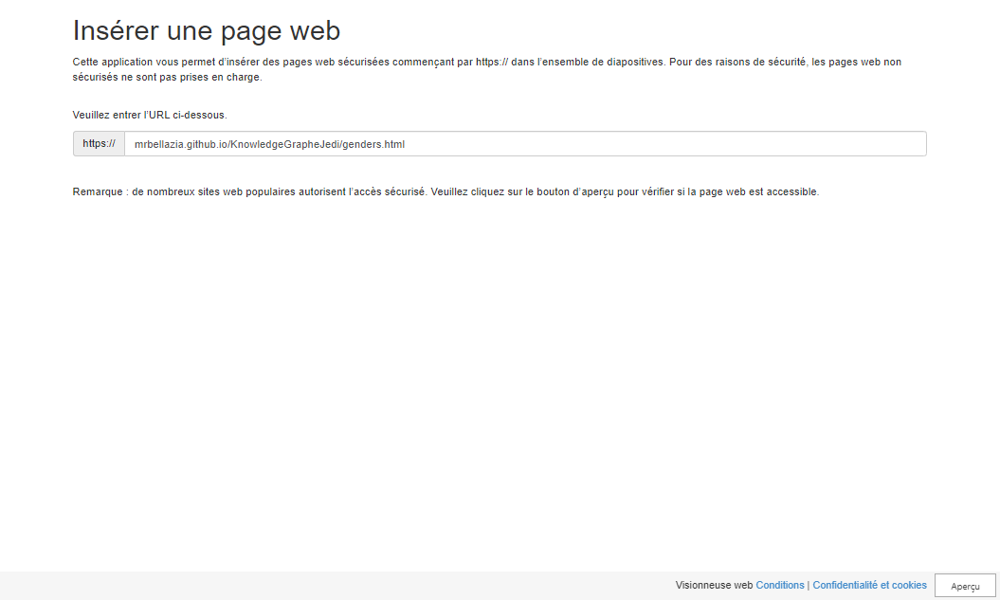 Insérer une page web
Cette application vous permet d'insérer des pages web sécurisées commençant par https:// dans l'ensemble de diapositives. Pour des raisons de sécurité, les pages web non
sécurisés ne sont pas prises en charge.
Veuillez entrer l'URL ci-dessous.
https:// mrbellazia.github.io/KnowledgeGrapheJedi/genders.html
Remarque : de nombreux sites web populaires autorisent l'accès sécurisé. Veuillez cliquez sur le bouton d'aperçu pour vérifier si la page web est accessible.
Visionneuse web Conditions | Confidentialité et cookies Aperçu